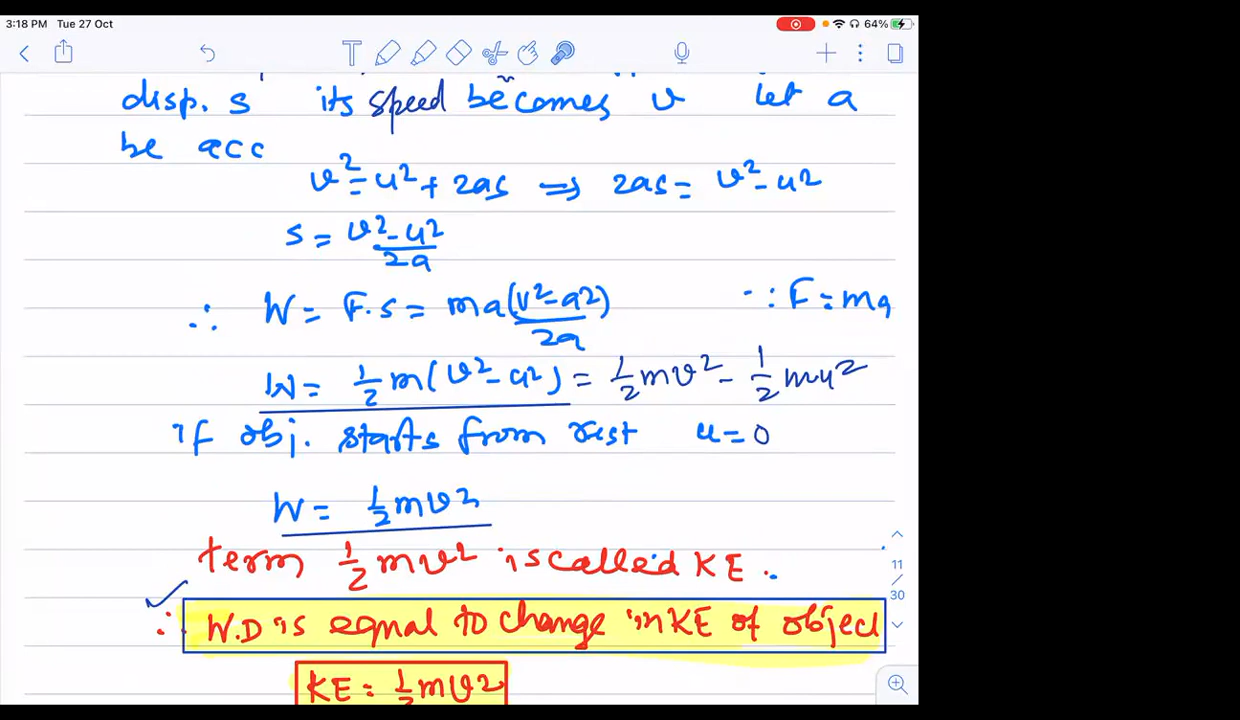 3:18 PM Tue 27 Oct 64%
disp. s its speed becomes v let a
be acc
v² = u² + 2as ⇒ 2as = v² - u²
s = (v² - u²)/2a
∴ W = F.s = ma(v² - a²)/2a ∵ F = ma
W = 1/2 m(v² - u²) = 1/2 mv² - 1/2 mu²
if obj. starts from rest u = 0
W = 1/2 mv²
term 1/2 mv² is called KE.
∴ W.D is equal to change in KE of object
KE = 1/2 mv²
11 / 30